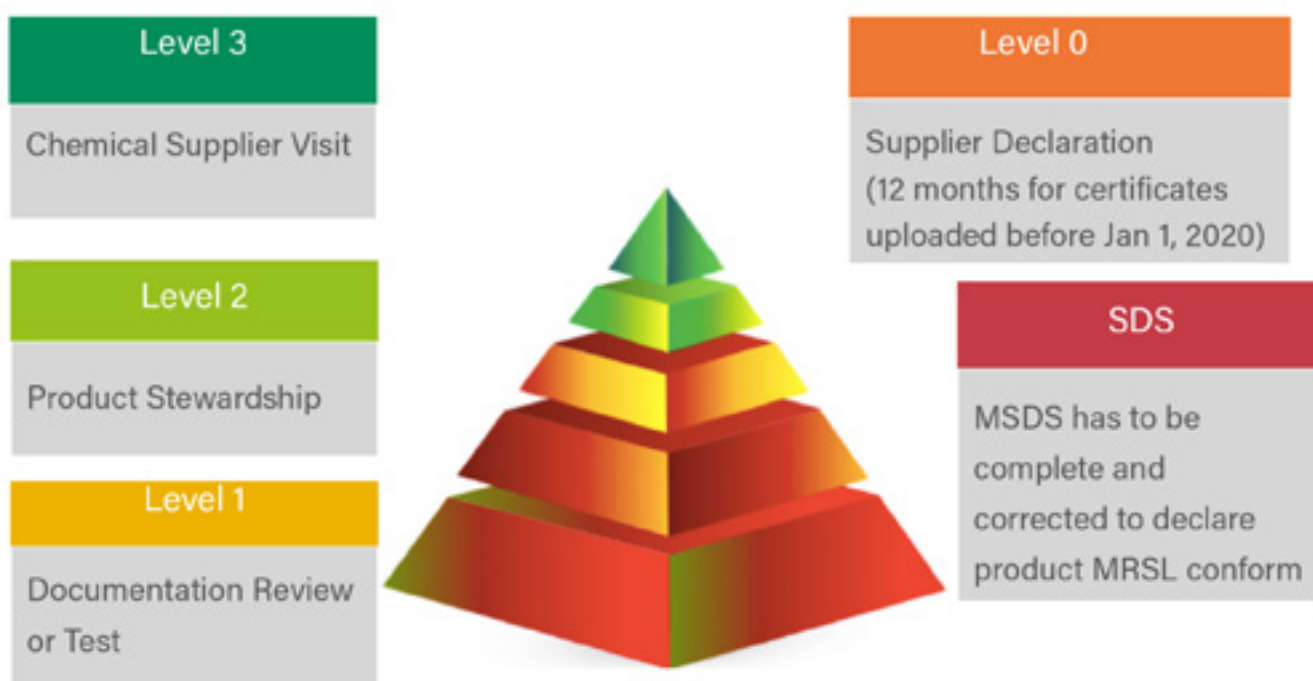 Level 3
Chemical Supplier Visit
Level 2
Product Stewardship
Level 1
Documentation Review
or Test
Level 0
Supplier Declaration
(12 months for certificates
uploaded before Jan 1, 2020)
SDS
MSDS has to be
complete and
corrected to declare
product MRSL conform